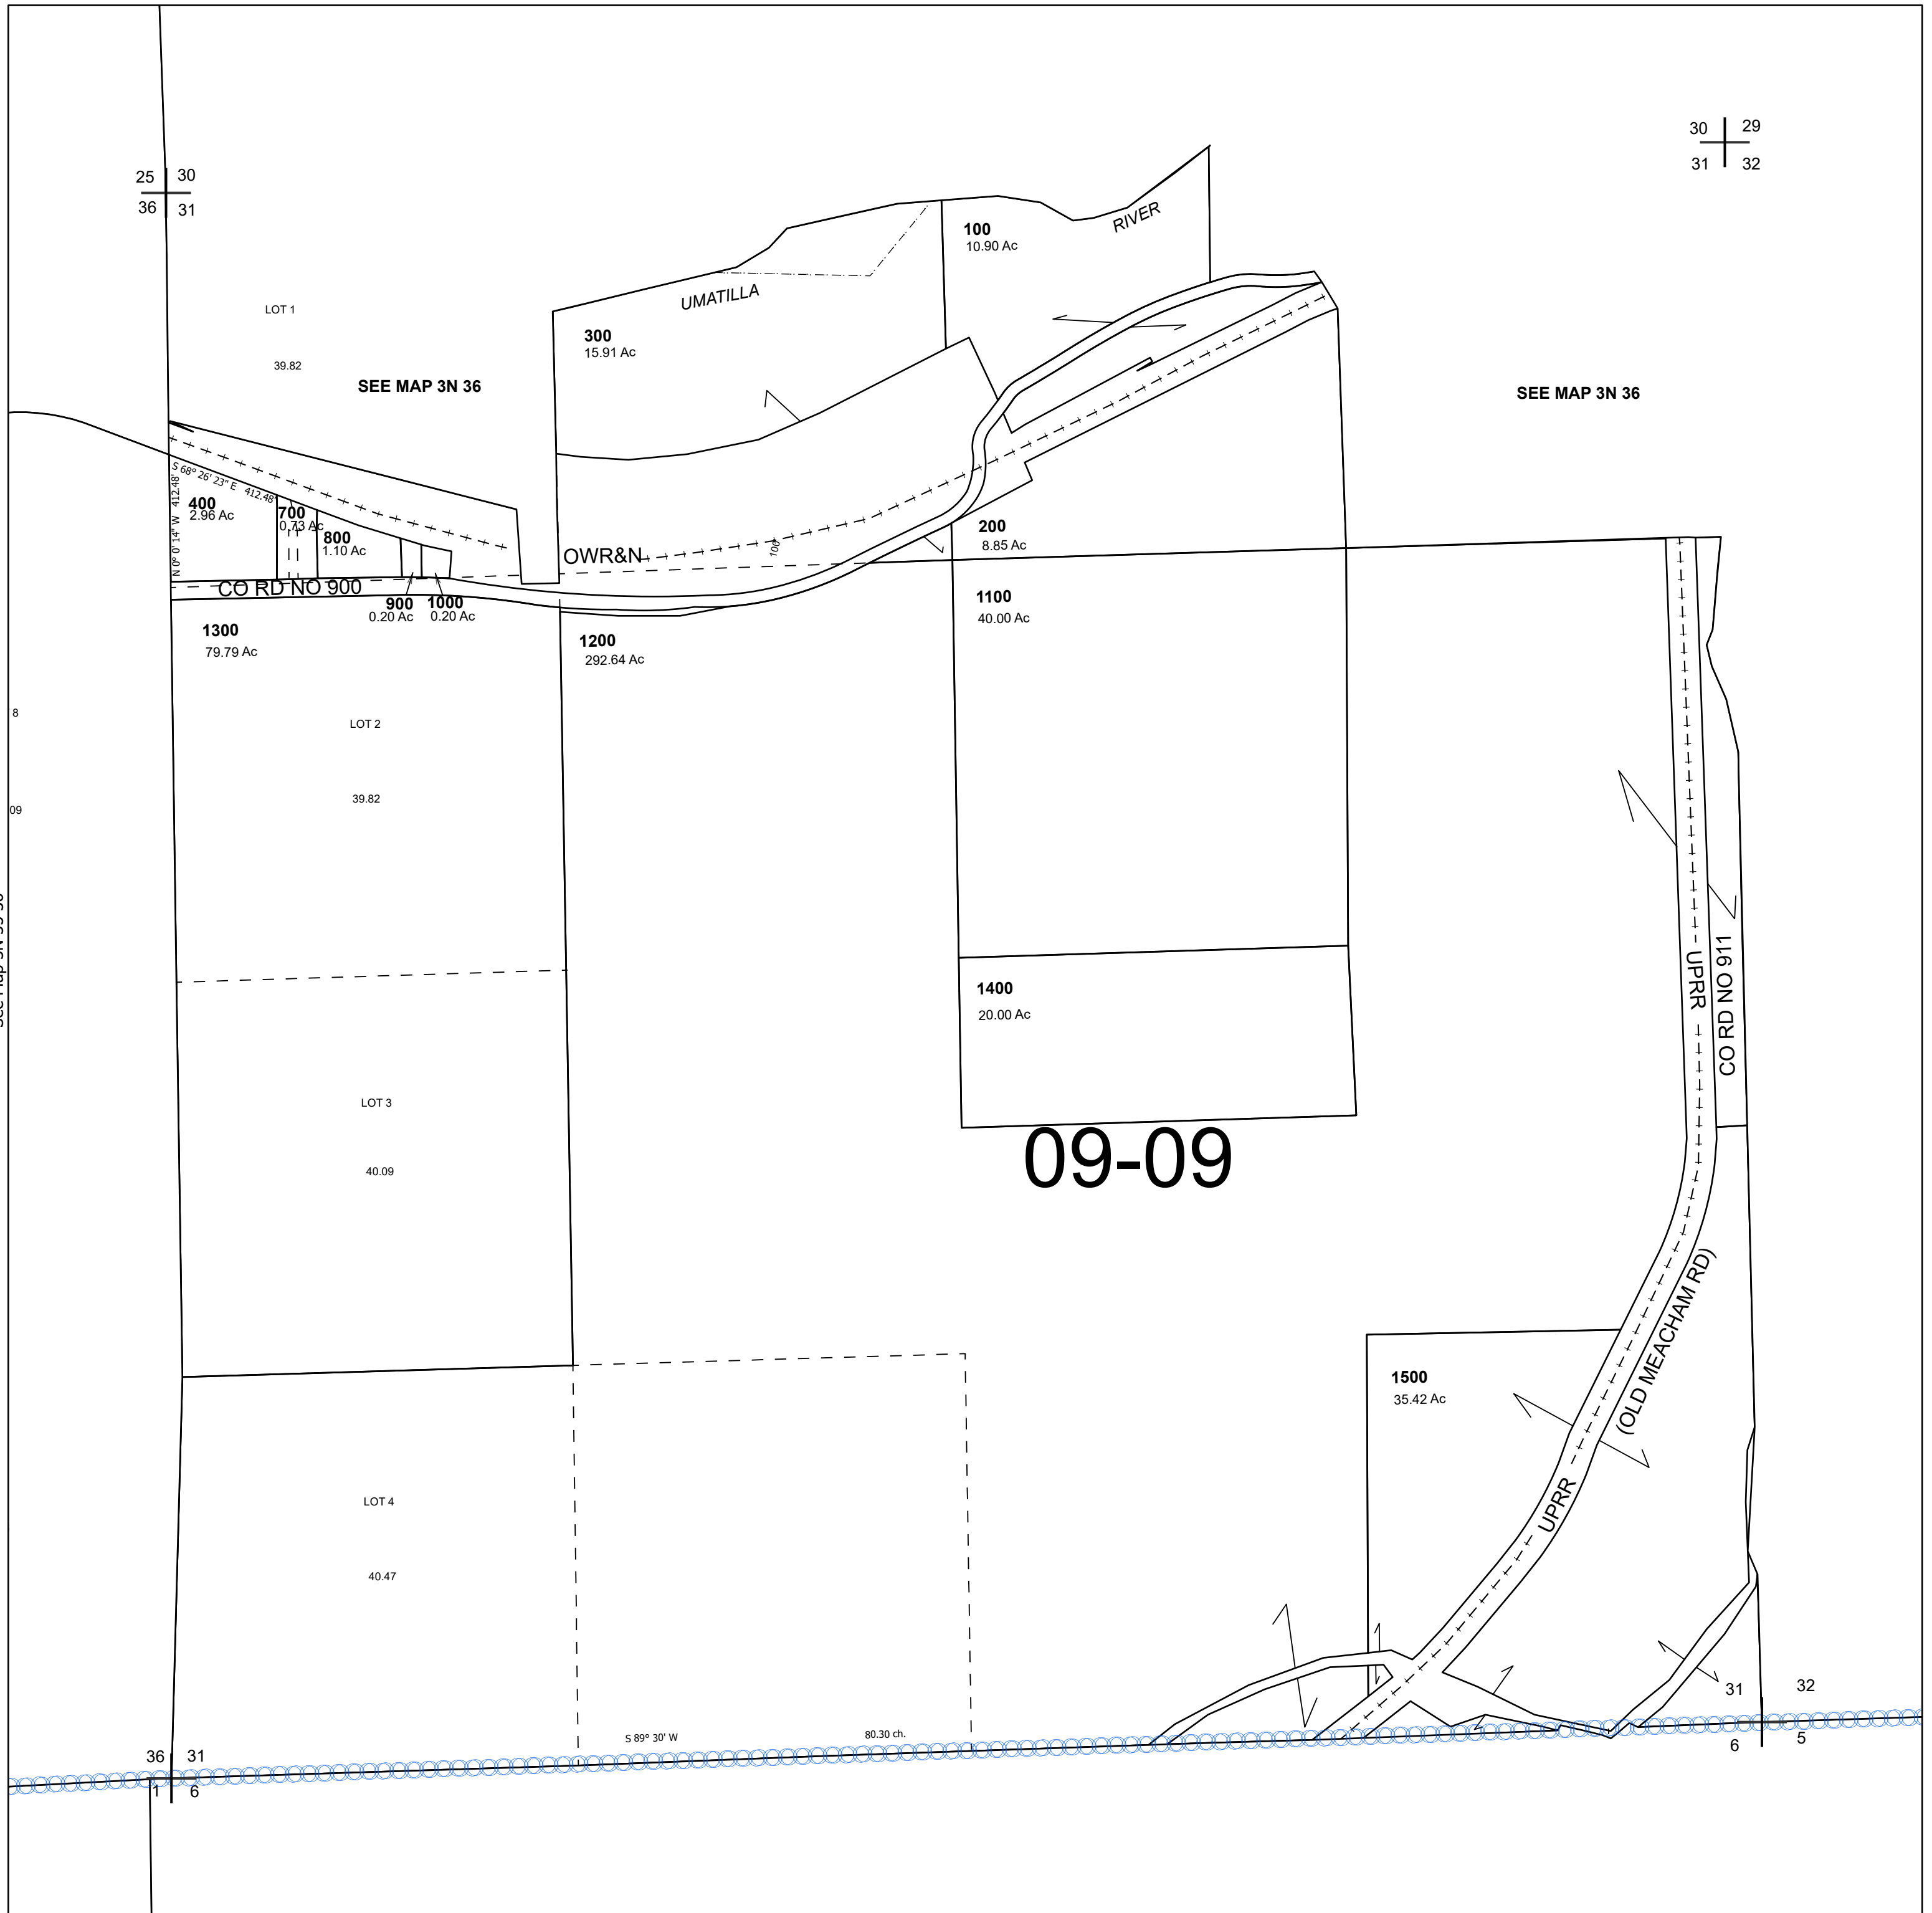 30 29
31 32
25 30
36 31
RIVER
100
10.90 Ac
UMATILLA
LOT 1
300
15.91 Ac
39.82
SEE MAP 3N 36
SEE MAP 3N 36
S 68° 26' 23" E 412.48'
N 0° 0' 14" W 412.48'
400
2.96 Ac
700
0.73 Ac
800
1.10 Ac
OWR&N
100
200
8.85 Ac
CO RD NO 900
900
0.20 Ac
1000
0.20 Ac
1100
40.00 Ac
1300
79.79 Ac
1200
292.64 Ac
8
LOT 2
39.82
09
UPRR
CO RD NO 911
1400
20.00 Ac
LOT 3
40.09
09-09
(OLD MEACHAM RD)
1500
35.42 Ac
LOT 4
UPRR
40.47
31 32
6 5
S 89° 30' W 80.30 ch.
36 31
1 6